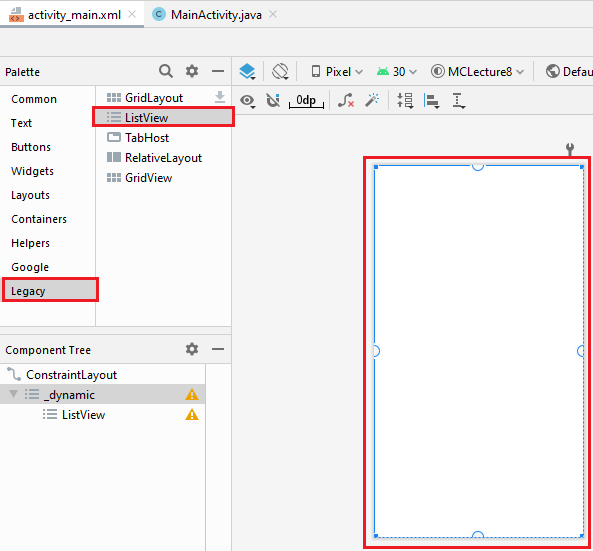 activity_main.xml MainActivity.java
Palette Pixel 30 MCLecture8 Defau
0dp
Common GridLayout
ListView
Text TabHost
Buttons RelativeLayout
Widgets GridView
Layouts
Containers
Helpers
Google
Legacy
Component Tree
ConstraintLayout
_dynamic
ListView